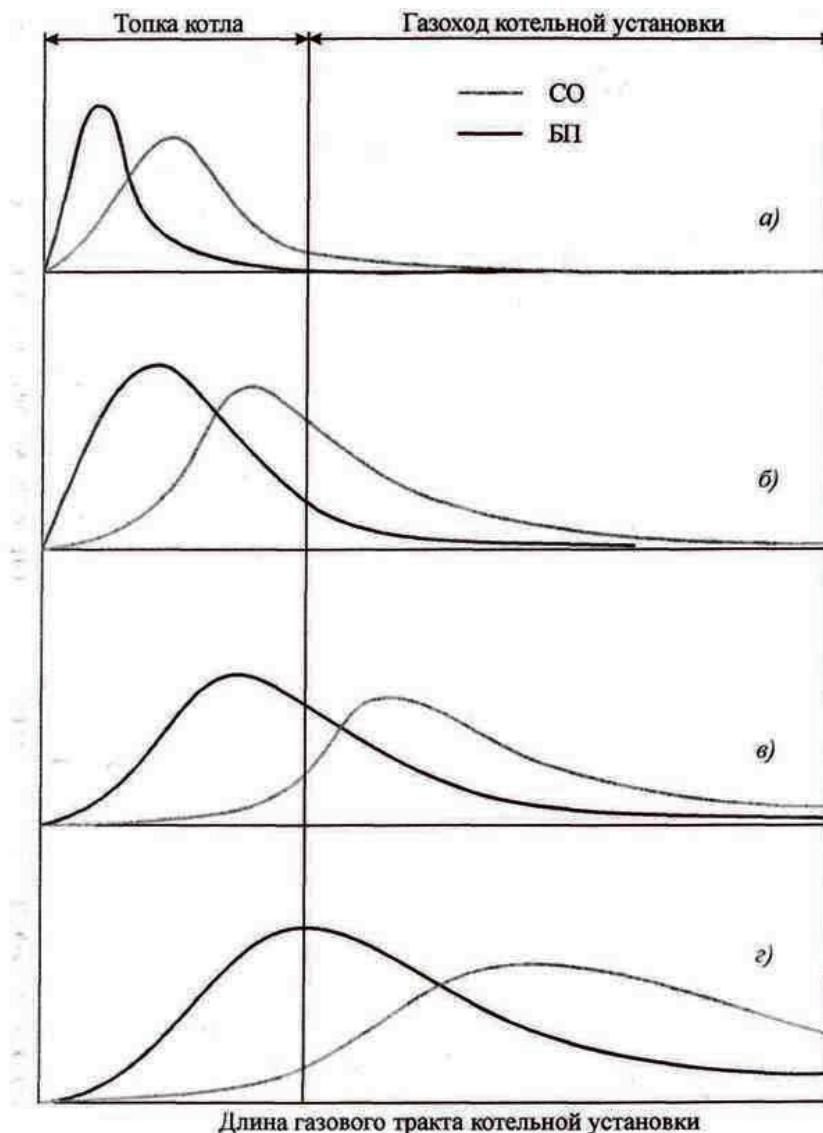 Топка котла Газоход котельной установки
СО
БП
а)
б)
в)
г)
Длина газового тракта котельной установки